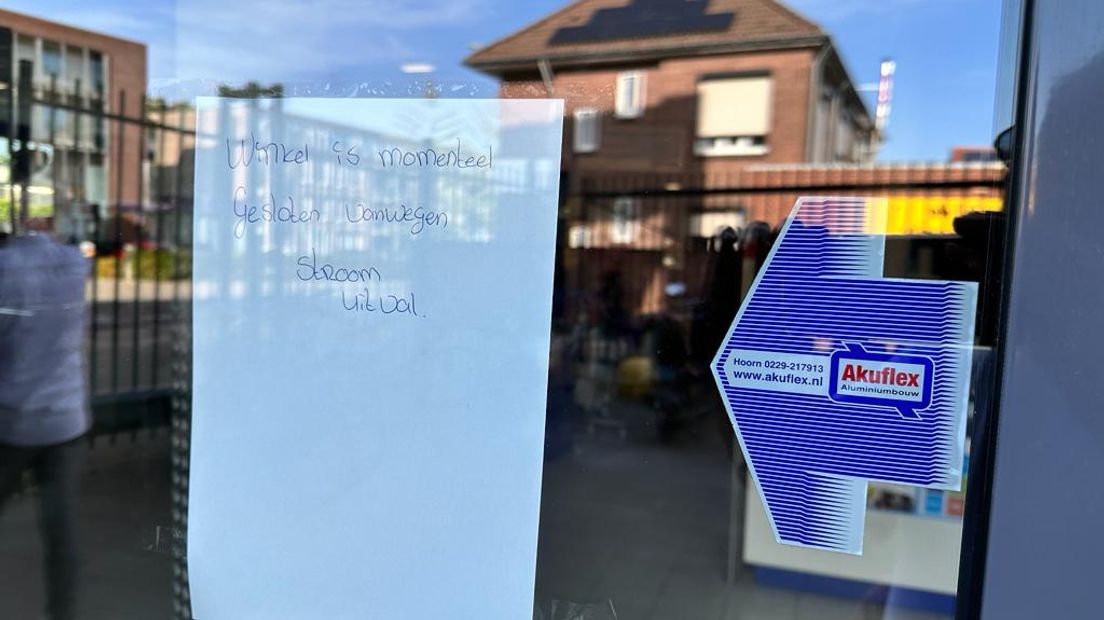 Winkel is momenteel
Gesloten vanwegen
stroom
uitval.
Hoorn 0229-217913
www.akuflex.nl
Akuflex
Aluminiumbouw